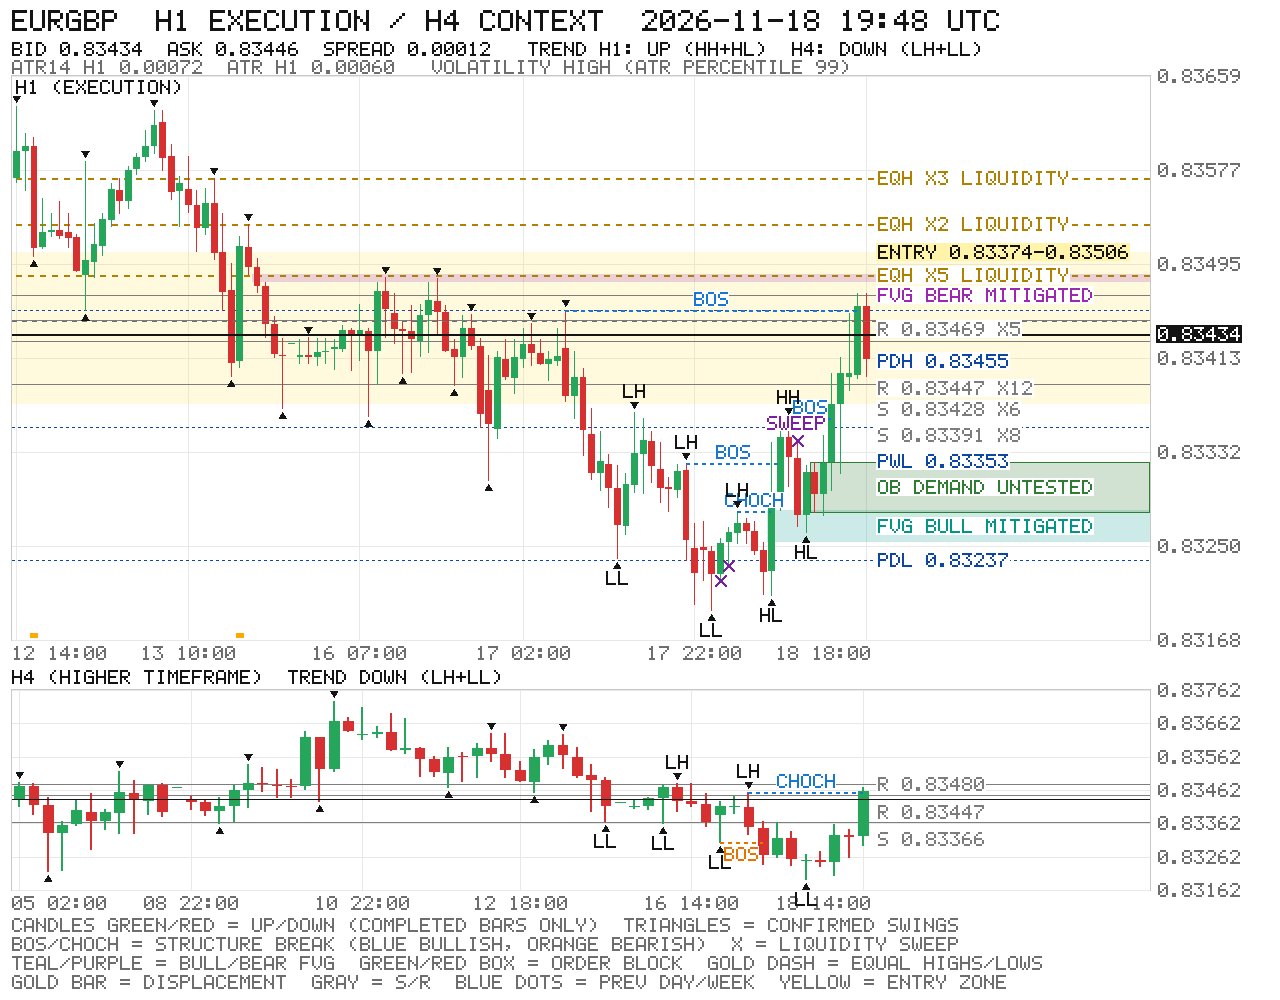 EURGBP  H1 EXECUTION / H4 CONTEXT  2026-11-18 19:48 UTC
BID 0.83434  ASK 0.83446  SPREAD 0.00012   TREND H1: UP (HH+HL)  H4: DOWN (LH+LL)
ATR14 H1 0.00072  ATR H1 0.00060   VOLATILITY HIGH (ATR PERCENTILE 99)
0.83659
H1 (EXECUTION)
0.83577
EQH X3 LIQUIDITY
EQH X2 LIQUIDITY
ENTRY 0.83374-0.83506
0.83495
EQH X5 LIQUIDITY
FVG BEAR MITIGATED
BOS
R 0.83469 X5
0.83434
PDH 0.83455
0.83413
R 0.83447 X12
LH
HH
BOS
S 0.83428 X6
SWEEP
S 0.83391 X8
LH
BOS
0.83332
PWL 0.83353
OB DEMAND UNTESTED
LH
CHOCH
FVG BULL MITIGATED
0.83250
HL
PDL 0.83237
LL
HL
LL
0.83168
12 14:00  13 10:00  16 07:00  17 02:00  17 22:00  18 18:00
H4 (HIGHER TIMEFRAME)  TREND DOWN (LH+LL)
0.83762
0.83662
0.83562
LH
LH
CHOCH
R 0.83480
0.83462
R 0.83447
0.83362
LL
LL
S 0.83366
LL
BOS
0.83262
LL
0.83162
05 02:00  08 22:00  10 22:00  12 18:00  16 14:00  18 14:00
CANDLES GREEN/RED = UP/DOWN (COMPLETED BARS ONLY)  TRIANGLES = CONFIRMED SWINGS
BOS/CHOCH = STRUCTURE BREAK (BLUE BULLISH, ORANGE BEARISH)  X = LIQUIDITY SWEEP
TEAL/PURPLE = BULL/BEAR FVG  GREEN/RED BOX = ORDER BLOCK  GOLD DASH = EQUAL HIGHS/LOWS
GOLD BAR = DISPLACEMENT  GRAY = S/R  BLUE DOTS = PREV DAY/WEEK  YELLOW = ENTRY ZONE